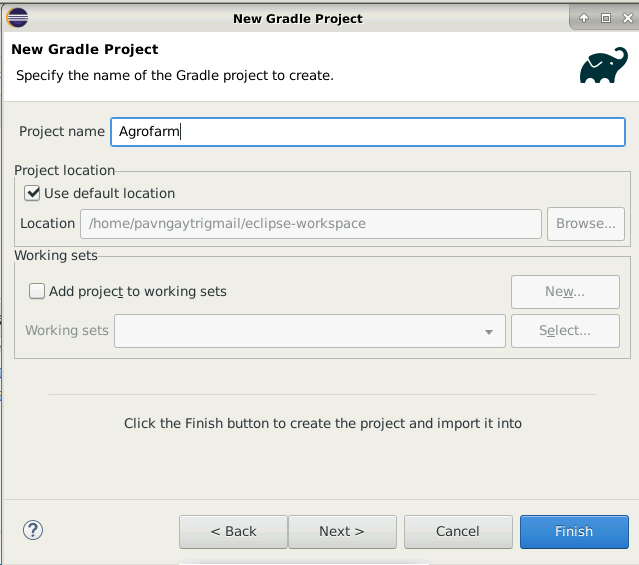 New Gradle Project
New Gradle Project
Specify the name of the Gradle project to create.
Project name Agrofarm
Project location
Use default location
Location /home/pavngaytrigmail/eclipse-workspace Browse...
Working sets
Add project to working sets New...
Working sets Select...
Click the Finish button to create the project and import it into
? < Back Next > Cancel Finish